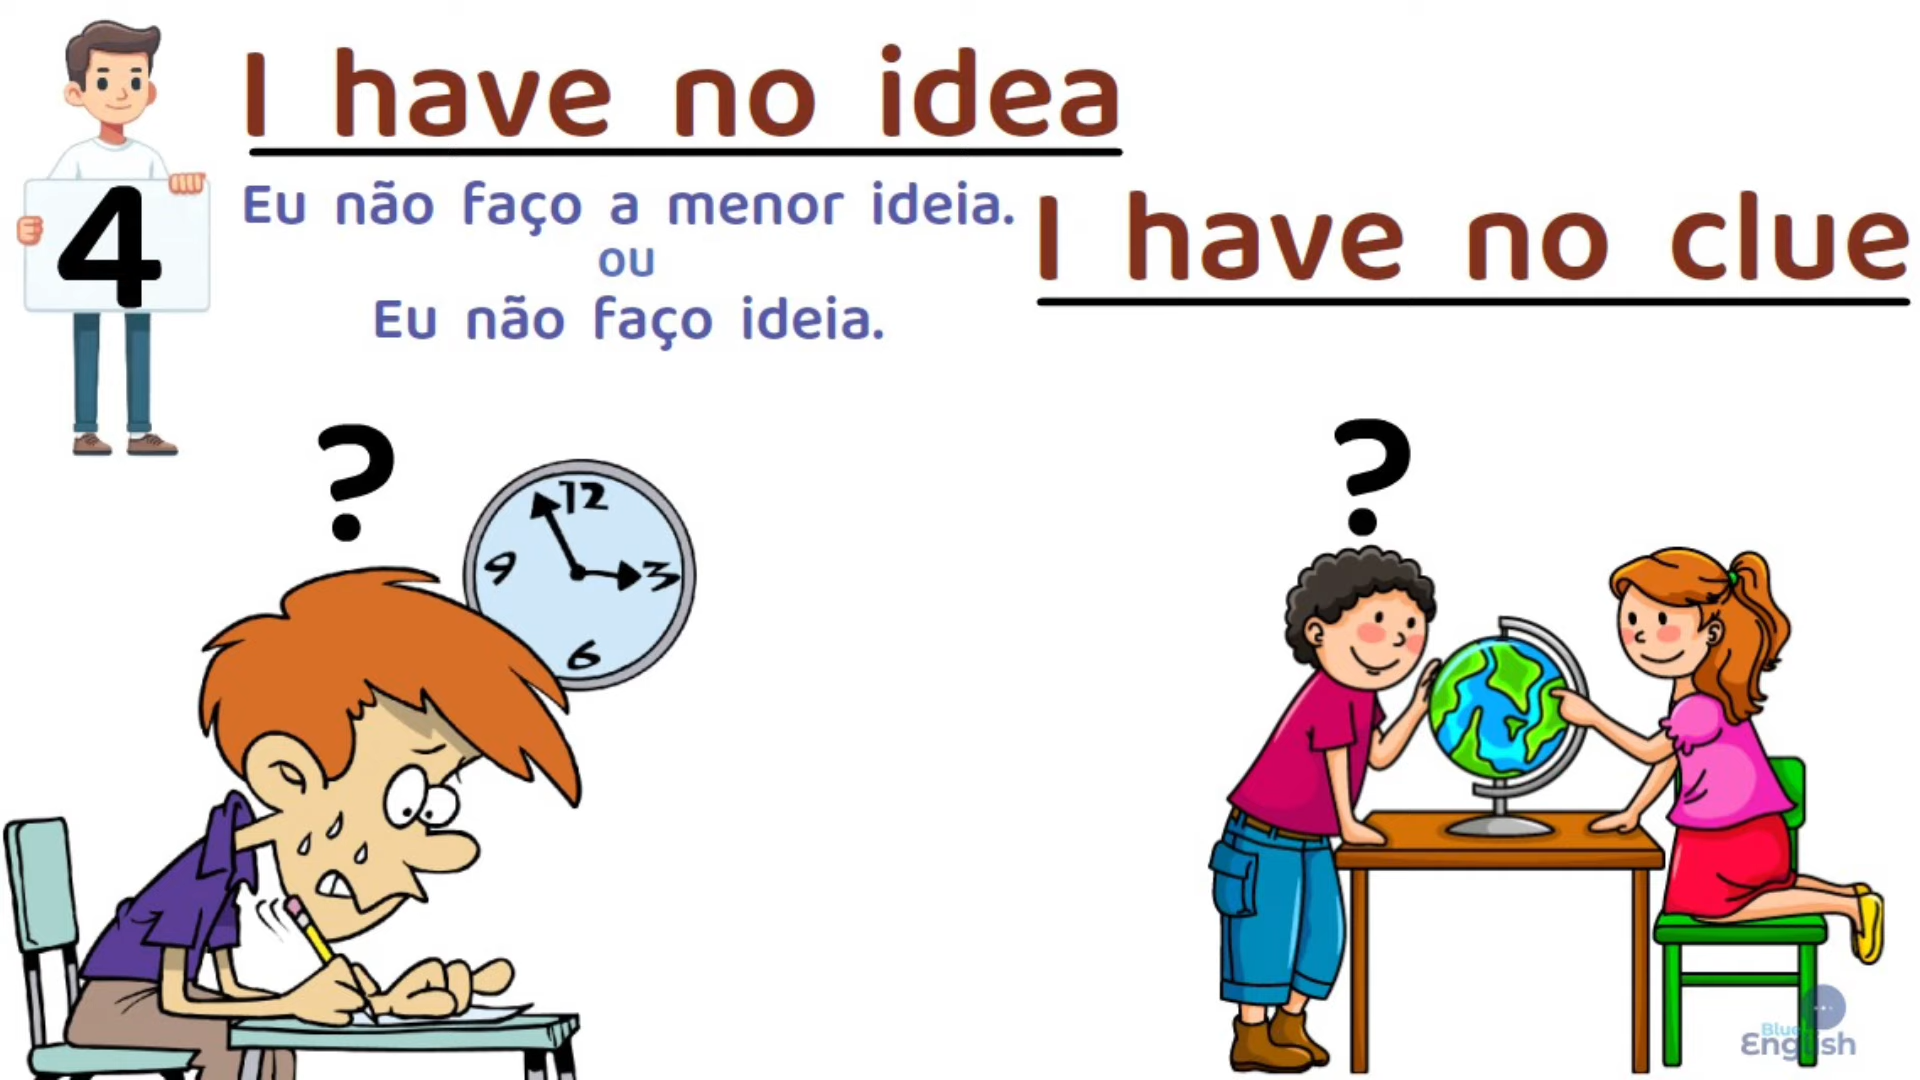 4
I have no idea
Eu não faço a menor ideia.
ou
Eu não faço ideia.
I have no clue
?
?
12
3
6
9
Blue
English